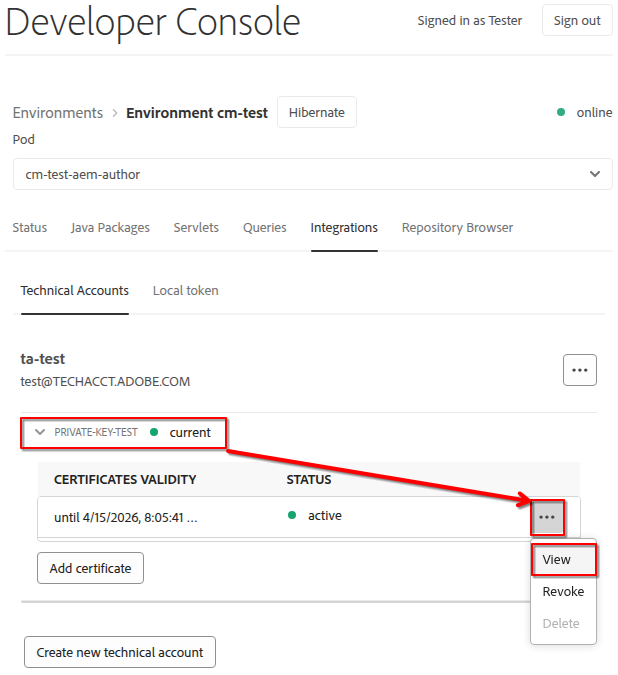 Developer Console
Signed in as Tester
Sign out
Environments > Environment cm-test
Hibernate
online
Pod
cm-test-aem-author
Status Java Packages Servlets Queries Integrations Repository Browser
Technical Accounts Local token
ta-test
test@TECHACCT.ADOBE.COM
PRIVATE-KEY-TEST current
CERTIFICATES VALIDITY STATUS
until 4/15/2026, 8:05:41 ... active
View
Add certificate
Revoke
Delete
Create new technical account